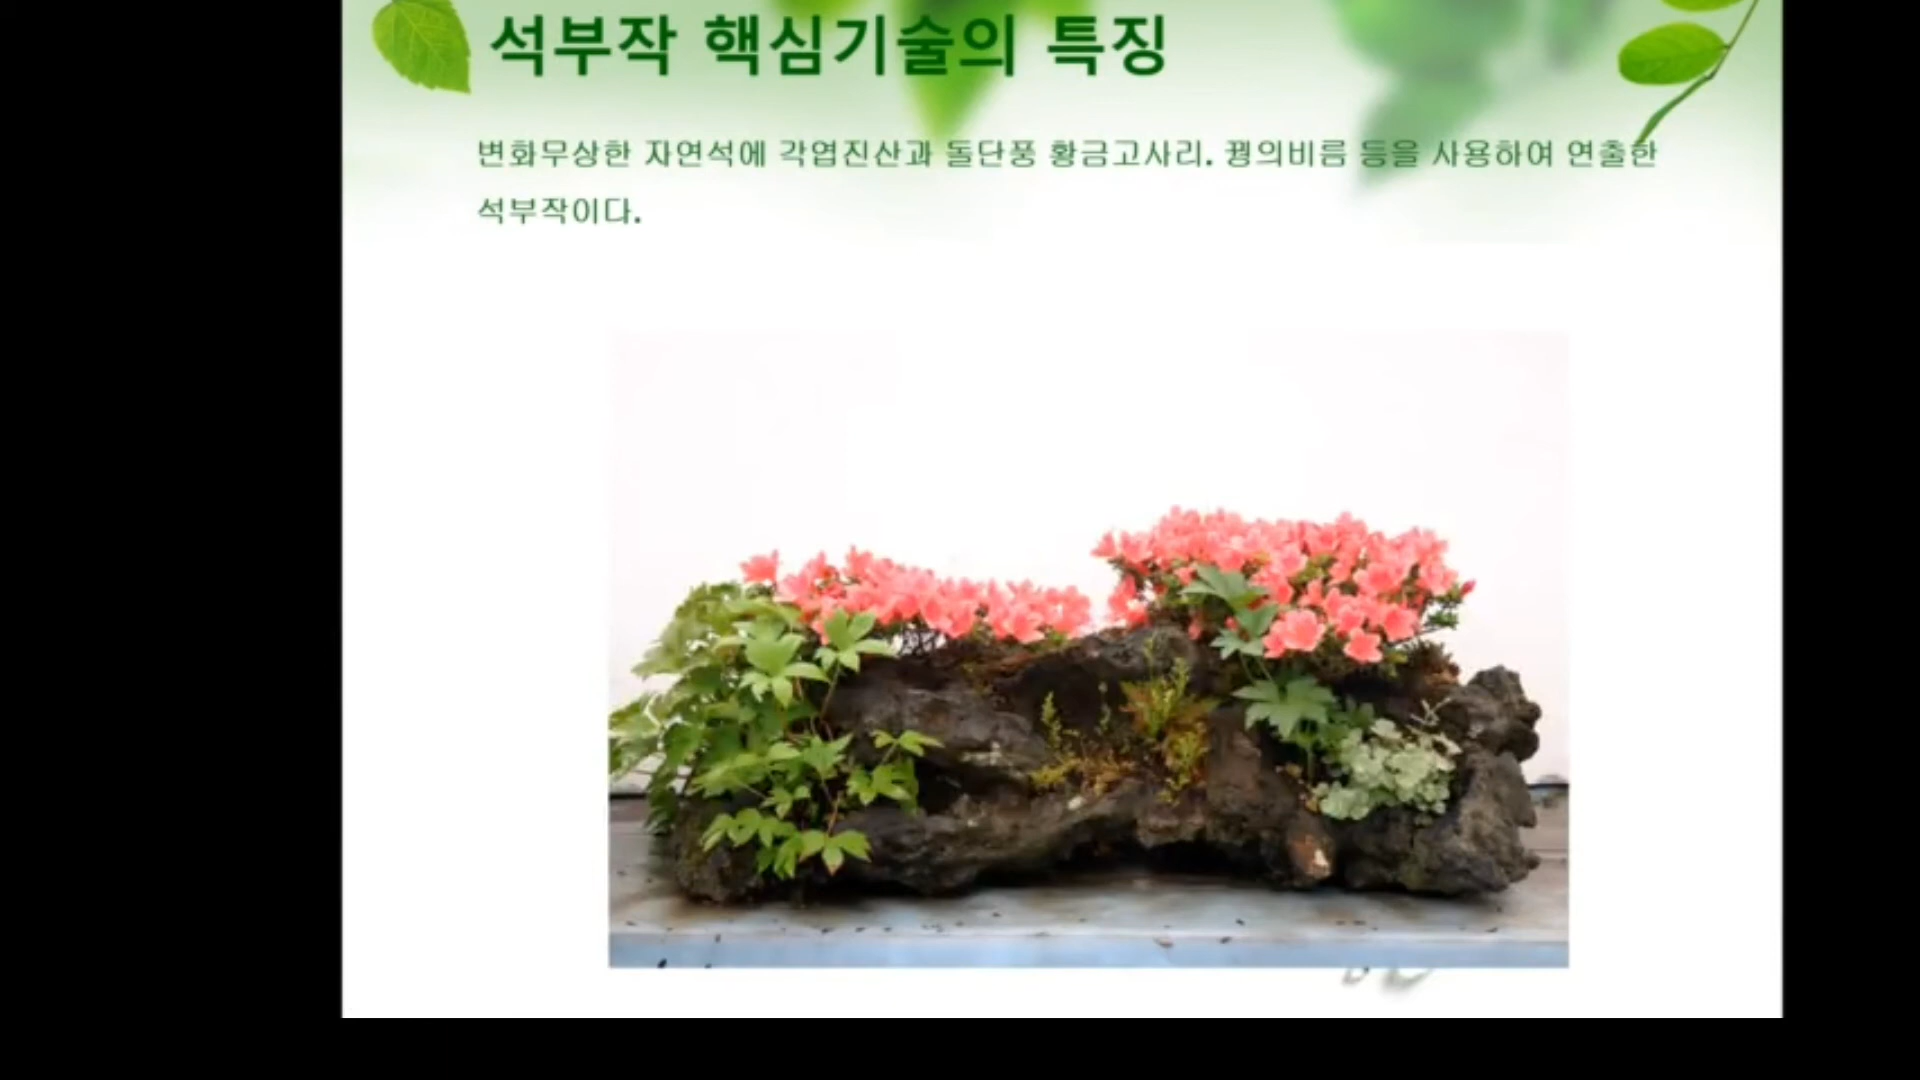 석부작 핵심기술의 특징
변화무상한 자연석에 각엽진산과 돌단풍 황금고사리. 꿩의비름 등을 사용하여 연출한
석부작이다.